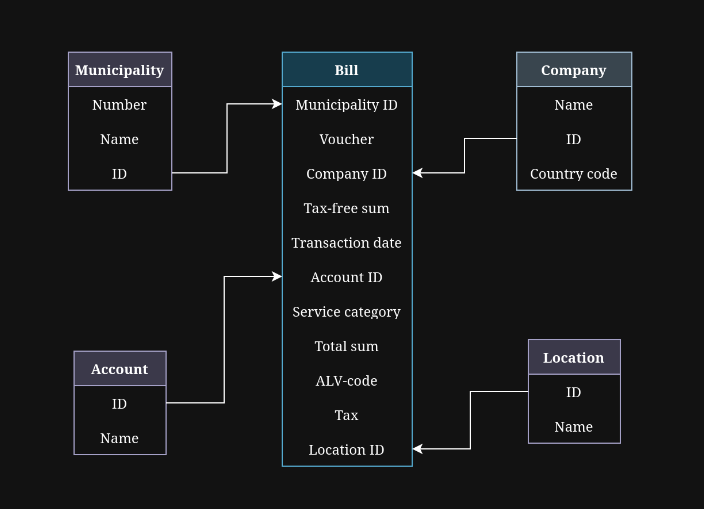 Municipality
Number
Name
ID
Bill
Municipality ID
Voucher
Company ID
Tax-free sum
Transaction date
Account ID
Service category
Total sum
ALV-code
Tax
Location ID
Company
Name
ID
Country code
Account
ID
Name
Location
ID
Name